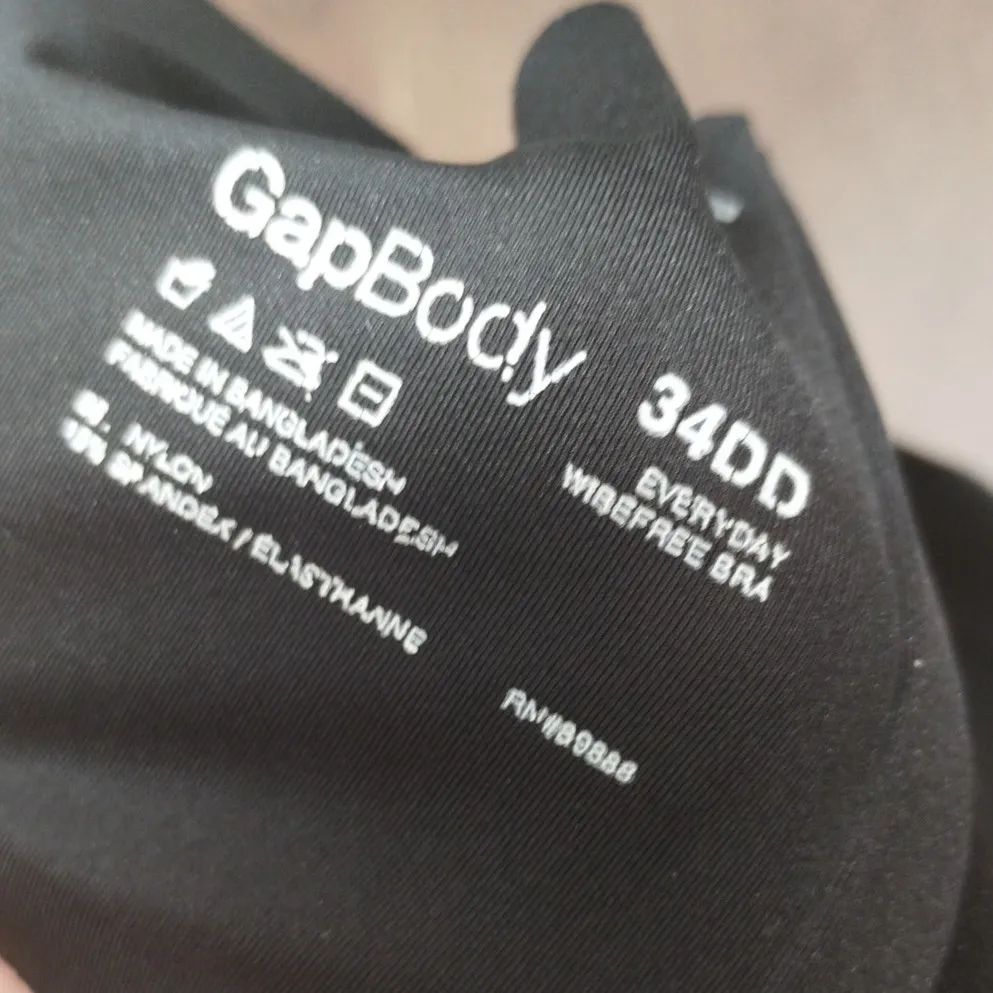 GapBody
34DD
EVERYDAY
WIREFREE BRA
MADE IN BANGLADESH
FABRIQUÉ AU BANGLADESH
NYLON
SPANDEX / ÉLASTHANNE